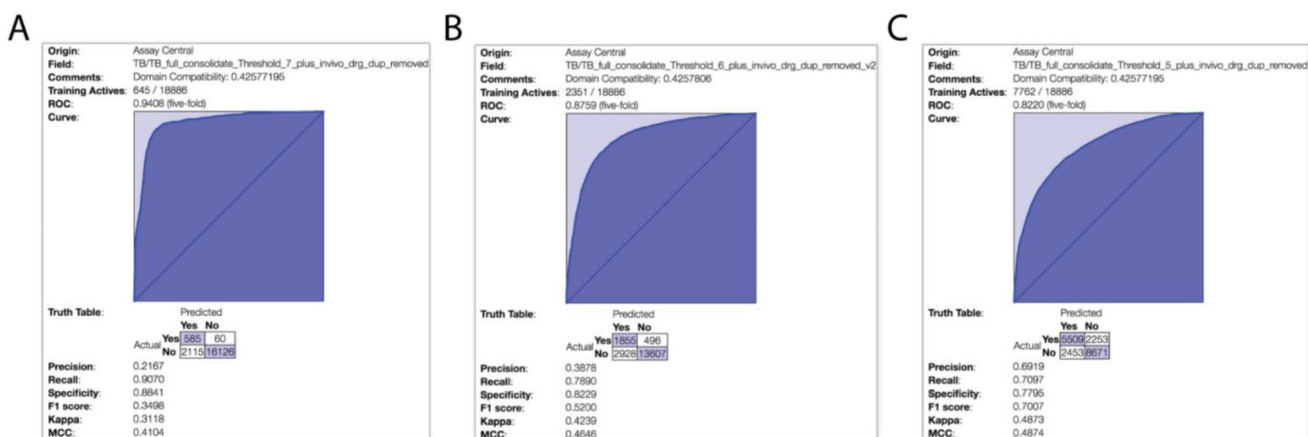 A
Origin: Assay Central
Field: TB/TB_full_consolidate_Threshold_7_plus_invivo_drg_dup_removed
Comments: Domain Compatibility: 0.42577195
Training Actives: 645 / 18886
ROC: 0.9408 (five-fold)
Curve:
Truth Table: Predicted
Yes No
Actual Yes 585 60
No 2115 16126
Precision: 0.2167
Recall: 0.9070
Specificity: 0.8841
F1 score: 0.3498
Kappa: 0.3118
MCC: 0.4104
B
Origin: Assay Central
Field: TB/TB_full_consolidate_Threshold_6_plus_invivo_drg_dup_removed_v2
Comments: Domain Compatibility: 0.4257806
Training Actives: 2351 / 18886
ROC: 0.8759 (five-fold)
Curve:
Truth Table: Predicted
Yes No
Actual Yes 1855 496
No 2928 13607
Precision: 0.3878
Recall: 0.7890
Specificity: 0.8229
F1 score: 0.5200
Kappa: 0.4239
MCC: 0.4646
C
Origin: Assay Central
Field: TB/TB_full_consolidate_Threshold_5_plus_invivo_drg_dup_removed
Comments: Domain Compatibility: 0.42577195
Training Actives: 7762 / 18886
ROC: 0.8220 (five-fold)
Curve:
Truth Table: Predicted
Yes No
Actual Yes 5509 2253
No 2453 8671
Precision: 0.6919
Recall: 0.7097
Specificity: 0.7795
F1 score: 0.7007
Kappa: 0.4873
MCC: 0.4874